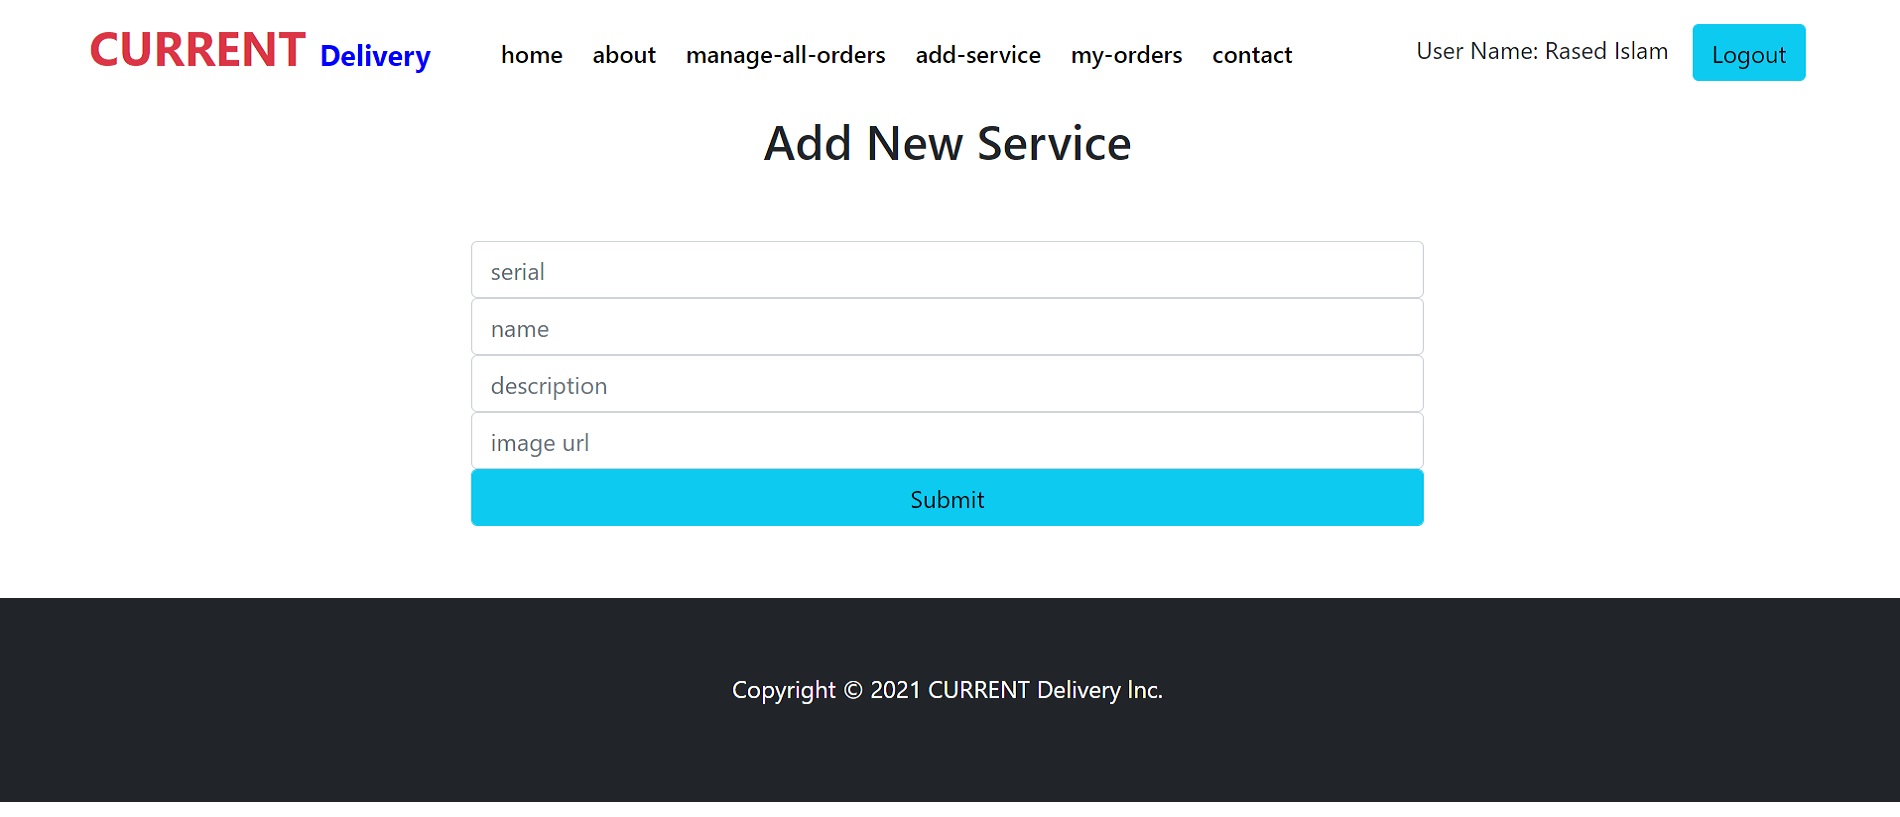 CURRENT Delivery home about manage-all-orders add-service my-orders contact User Name: Rased Islam Logout
Add New Service
serial
name
description
image url
Submit
Copyright © 2021 CURRENT Delivery Inc.